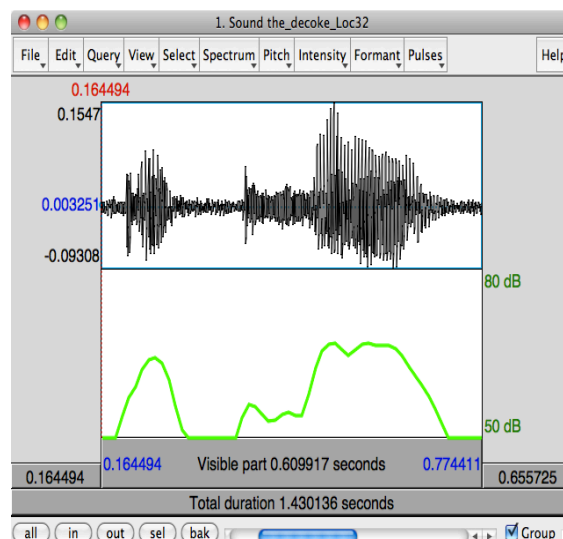 1. Sound the_decoke_Loc32
File Edit Query View Select Spectrum Pitch Intensity Formant Pulses Help
0.164494
0.1547
0.003251
-0.09308
80 dB
50 dB
0.164494 Visible part 0.609917 seconds 0.774411
0.164494 0.655725
Total duration 1.430136 seconds
all in out sel bak Group